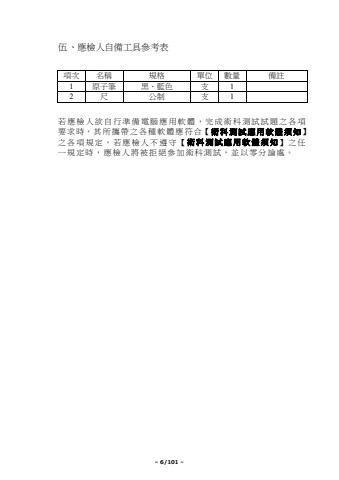 伍、應檢人自備工具參考表
項次 名稱 規格 單位 數量 備註
1 原子筆 黑、藍色 支 1
2 尺 公制 支 1
若應檢人欲自行準備電腦應用軟體，完成術科測試試題之各項
要求時，其所攜帶之各種軟體應符合【術科測試應用軟體須知】
之各項規定，若應檢人不遵守【術科測試應用軟體須知】之任
一規定時，應檢人將被拒絕參加術科測試，並以零分論處。
~ 6/101 ~